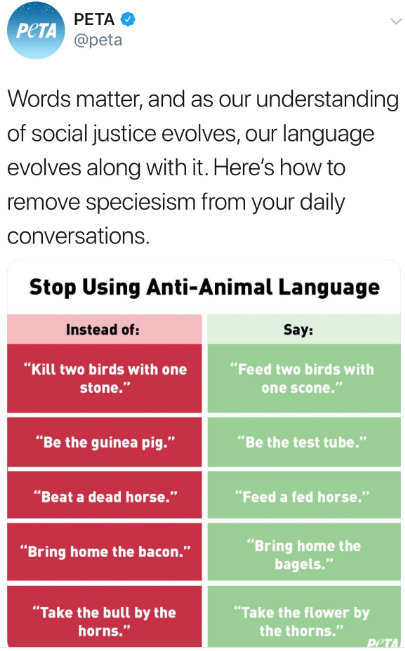 PETA
PETA
@peta
Words matter, and as our understanding
of social justice evolves, our language
evolves along with it. Here's how to
remove speciesism from your daily
conversations.
Stop Using Anti-Animal Language
Instead of:
Say:
"Kill two birds with one
stone."
"Feed two birds with
one scone."
"Be the guinea pig."
"Be the test tube."
"Beat a dead horse."
"Feed a fed horse."
"Bring home the bacon."
"Bring home the
bagels."
"Take the bull by the
horns."
"Take the flower by
the thorns."
PETA